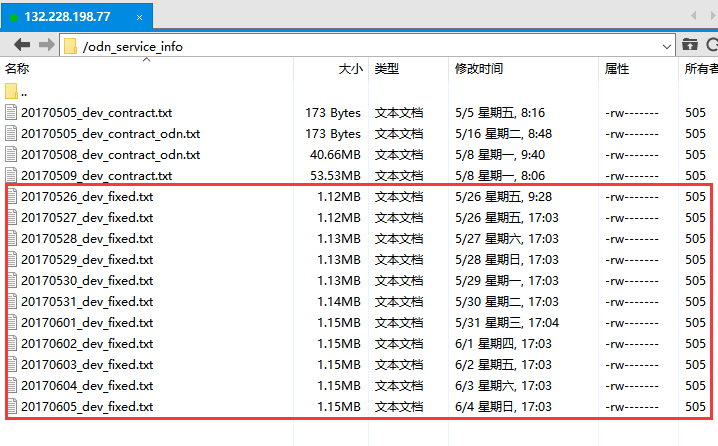 132.228.198.77 ×
/odn_service_info
名称 大小 类型 修改时间 属性 所有者
..
20170505_dev_contract.txt 173 Bytes 文本文档 5/5 星期五, 8:16 -rw------- 505
20170505_dev_contract_odn.txt 173 Bytes 文本文档 5/16 星期二, 8:48 -rw------- 505
20170508_dev_contract_odn.txt 40.66MB 文本文档 5/8 星期一, 9:40 -rw------- 505
20170509_dev_contract.txt 53.53MB 文本文档 5/8 星期一, 8:06 -rw------- 505
20170526_dev_fixed.txt 1.12MB 文本文档 5/26 星期五, 9:28 -rw------- 505
20170527_dev_fixed.txt 1.12MB 文本文档 5/26 星期五, 17:03 -rw------- 505
20170528_dev_fixed.txt 1.13MB 文本文档 5/27 星期六, 17:03 -rw------- 505
20170529_dev_fixed.txt 1.13MB 文本文档 5/28 星期日, 17:03 -rw------- 505
20170530_dev_fixed.txt 1.13MB 文本文档 5/29 星期一, 17:03 -rw------- 505
20170531_dev_fixed.txt 1.14MB 文本文档 5/30 星期二, 17:03 -rw------- 505
20170601_dev_fixed.txt 1.15MB 文本文档 5/31 星期三, 17:04 -rw------- 505
20170602_dev_fixed.txt 1.15MB 文本文档 6/1 星期四, 17:03 -rw------- 505
20170603_dev_fixed.txt 1.15MB 文本文档 6/2 星期五, 17:03 -rw------- 505
20170604_dev_fixed.txt 1.15MB 文本文档 6/3 星期六, 17:03 -rw------- 505
20170605_dev_fixed.txt 1.15MB 文本文档 6/4 星期日, 17:03 -rw------- 505